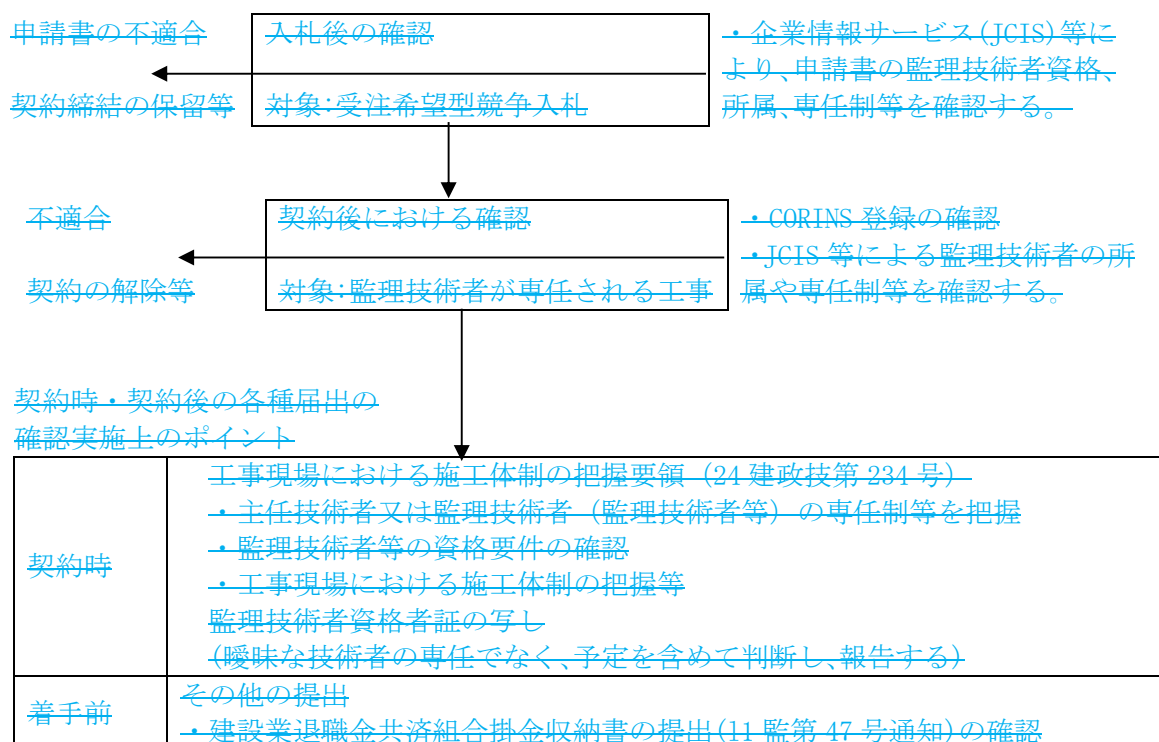 申請書の不適合
契約締結の保留等
入札後の確認
対象:受注希望型競争入札
・企業情報サービス(JCIS)等に
より、申請書の監理技術者資格、
所属、専任制等を確認する。
不適合
契約の解除等
契約後における確認
対象:監理技術者が専任される工事
・CORINS 登録の確認
・JCIS 等による監理技術者の所
属や専任制等を確認する。
契約時・契約後の各種届出の
確認実施上のポイント
契約時
工事現場における施工体制の把握要領(24 建政技第 234 号)
・主任技術者又は監理技術者(監理技術者等)の専任制等を把握
・監理技術者等の資格要件の確認
・工事現場における施工体制の把握等
監理技術者資格者証の写し
(曖昧な技術者の専任でなく、予定を含めて判断し、報告する)
着手前
その他の提出
・建設業退職金共済組合掛金収納書の提出(11 監第 47 号通知)の確認